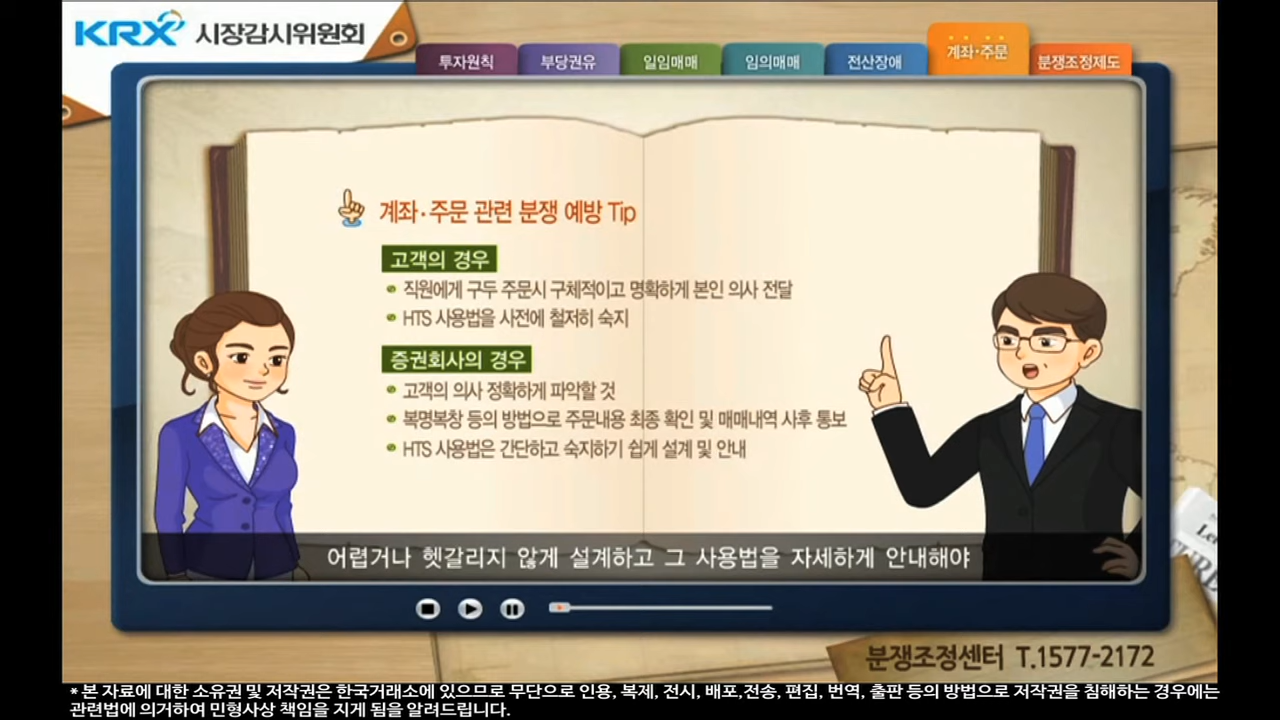 KRX 시장감시위원회
투자원칙
부당권유
일임매매
임의매매
전산장애
계좌·주문
분쟁조정제도
계좌·주문 관련 분쟁 예방 Tip
고객의 경우
직원에게 구두 주문시 구체적이고 명확하게 본인 의사 전달
HTS 사용법을 사전에 철저히 숙지
증권회사의 경우
고객의 의사 정확하게 파악할 것
복명복창 등의 방법으로 주문내용 최종 확인 및 매매내역 사후 통보
HTS 사용법은 간단하고 숙지하기 쉽게 설계 및 안내
어렵거나 헷갈리지 않게 설계하고 그 사용법을 자세하게 안내해야
분쟁조정센터 T.1577-2172
* 본 자료에 대한 소유권 및 저작권은 한국거래소에 있으므로 무단으로 인용, 복제, 전시, 배포,전송, 편집, 번역, 출판 등의 방법으로 저작권을 침해하는 경우에는
관련법에 의거하여 민형사상 책임을 지게 됨을 알려드립니다.